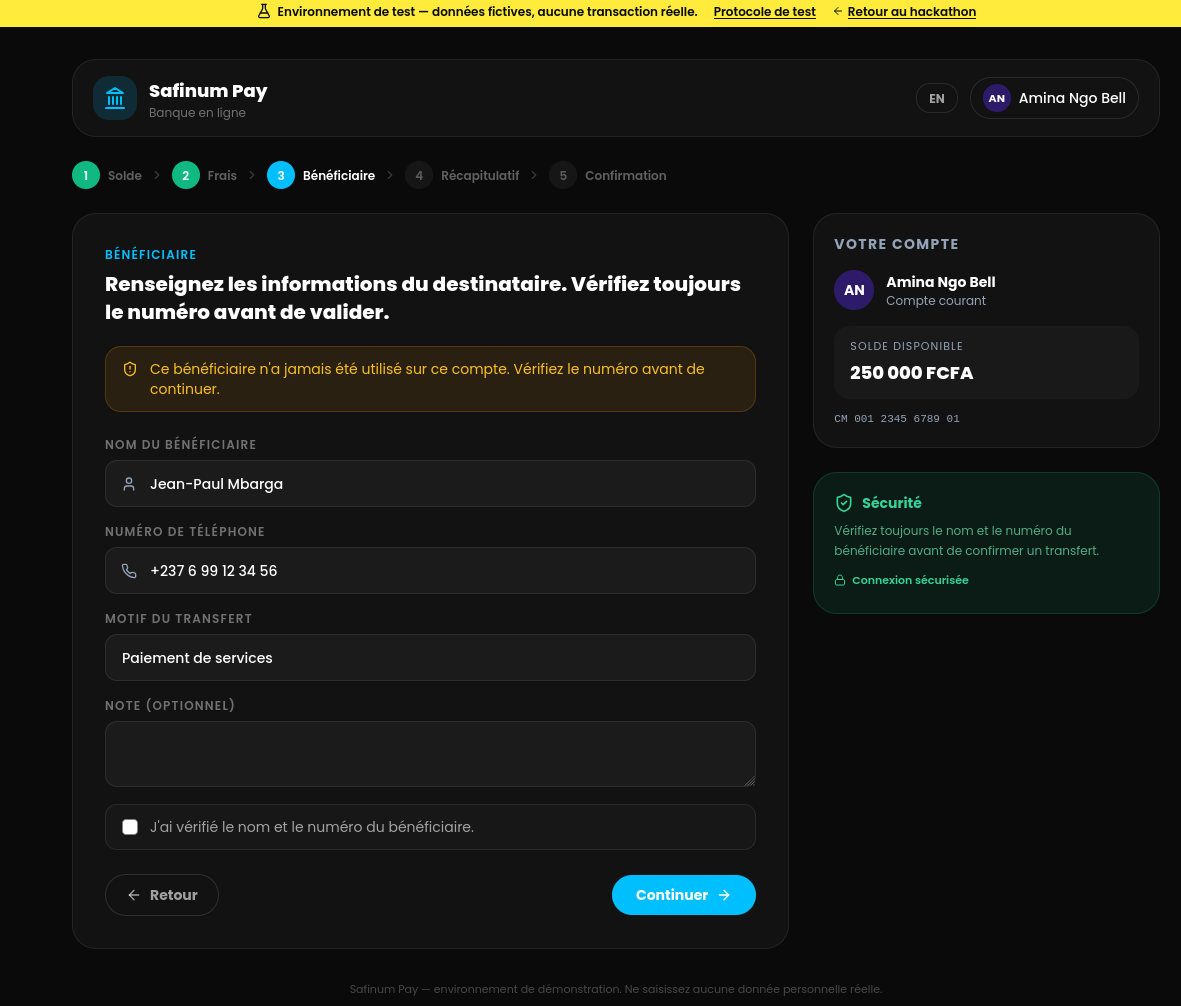 Environnement de test — données fictives, aucune transaction réelle. Protocole de test ← Retour au hackathon
Safinum Pay
Banque en ligne
EN
AN Amina Ngo Bell
1 Solde > 2 Frais > 3 Bénéficiaire > 4 Récapitulatif > 5 Confirmation
BÉNÉFICIAIRE
Renseignez les informations du destinataire. Vérifiez toujours
le numéro avant de valider.
Ce bénéficiaire n'a jamais été utilisé sur ce compte. Vérifiez le numéro avant de
continuer.
NOM DU BÉNÉFICIAIRE
Jean-Paul Mbarga
NUMÉRO DE TÉLÉPHONE
+237 6 99 12 34 56
MOTIF DU TRANSFERT
Paiement de services
NOTE (OPTIONNEL)
J'ai vérifié le nom et le numéro du bénéficiaire.
← Retour
Continuer →
VOTRE COMPTE
AN
Amina Ngo Bell
Compte courant
SOLDE DISPONIBLE
250 000 FCFA
CM 001 2345 6789 01
Sécurité
Vérifiez toujours le nom et le numéro du
bénéficiaire avant de confirmer un transfert.
Connexion sécurisée
Safinum Pay — environnement de démonstration. Ne saisissez aucune donnée personnelle réelle.